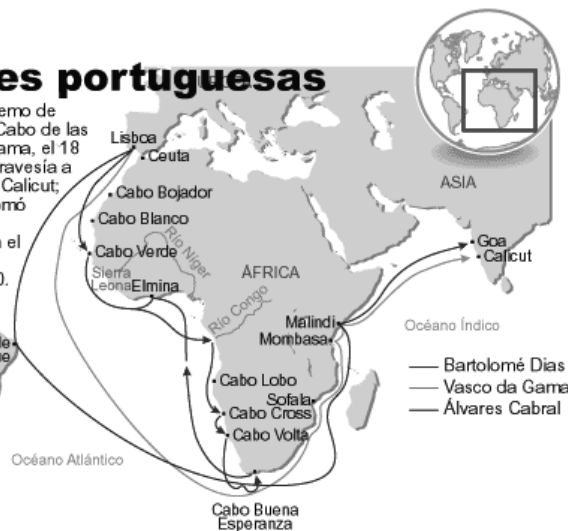 es portuguesas
emo de
Cabo de las
ama, el 18
ravesía a
Calicut;
omó
el
0.
Lisboa
Ceuta
Cabo Bojador
Cabo Blanco
Cabo Verde
Río Níger
Sierra
Leona
Elmina
ÁFRICA
Río Congo
ASIA
Goa
Calicut
Malindi
Mombasa
Océano Índico
Bartolomé Dias
Vasco da Gama
Álvares Cabral
Cabo Lobo
Sofala
Cabo Cross
Cabo Volta
Océano Atlántico
Cabo Buena
Esperanza